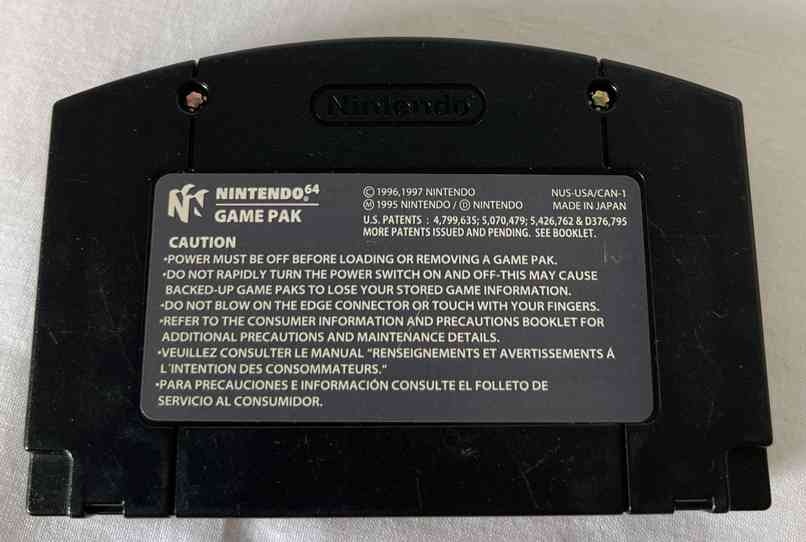 Nintendo
NINTENDO64
GAME PAK
©1996,1997 NINTENDO
Ⓜ1995 NINTENDO / Ⓓ NINTENDO
NUS-USA/CAN-1
MADE IN JAPAN
U.S. PATENTS : 4,799,635; 5,070,479; 5,426,762 & D376,795
MORE PATENTS ISSUED AND PENDING. SEE BOOKLET.
CAUTION
•POWER MUST BE OFF BEFORE LOADING OR REMOVING A GAME PAK.
•DO NOT RAPIDLY TURN THE POWER SWITCH ON AND OFF-THIS MAY CAUSE
BACKED-UP GAME PAKS TO LOSE YOUR STORED GAME INFORMATION.
•DO NOT BLOW ON THE EDGE CONNECTOR OR TOUCH WITH YOUR FINGERS.
•REFER TO THE CONSUMER INFORMATION AND PRECAUTIONS BOOKLET FOR
ADDITIONAL PRECAUTIONS AND MAINTENANCE DETAILS.
•VEUILLEZ CONSULTER LE MANUAL "RENSEIGNEMENTS ET AVERTISSEMENTS À
L'INTENTION DES CONSOMMATEURS."
•PARA PRECAUCIONES E INFORMACIÓN CONSULTE EL FOLLETO DE
SERVICIO AL CONSUMIDOR.